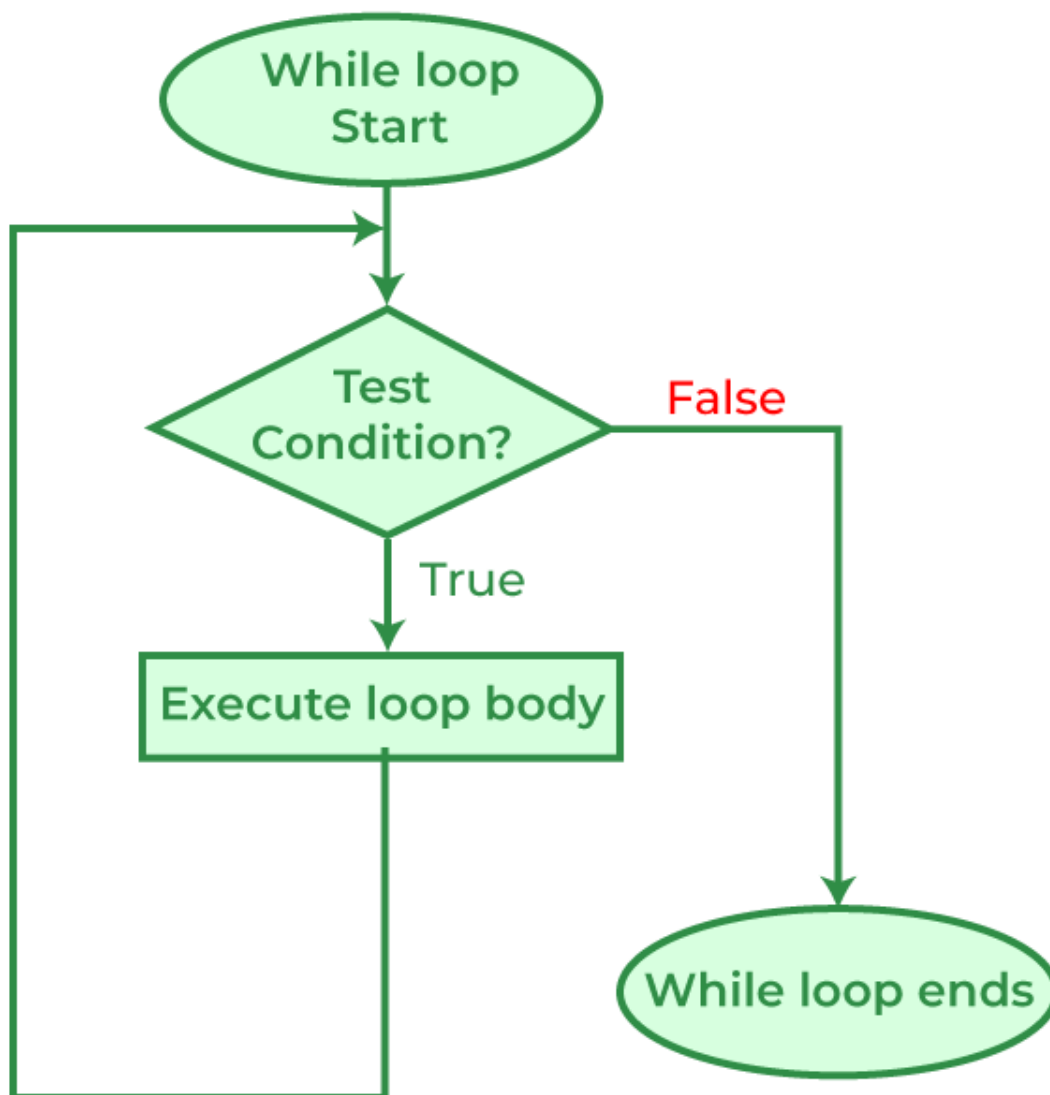 While loop
Start
Test
Condition?
False
True
Execute loop body
While loop ends